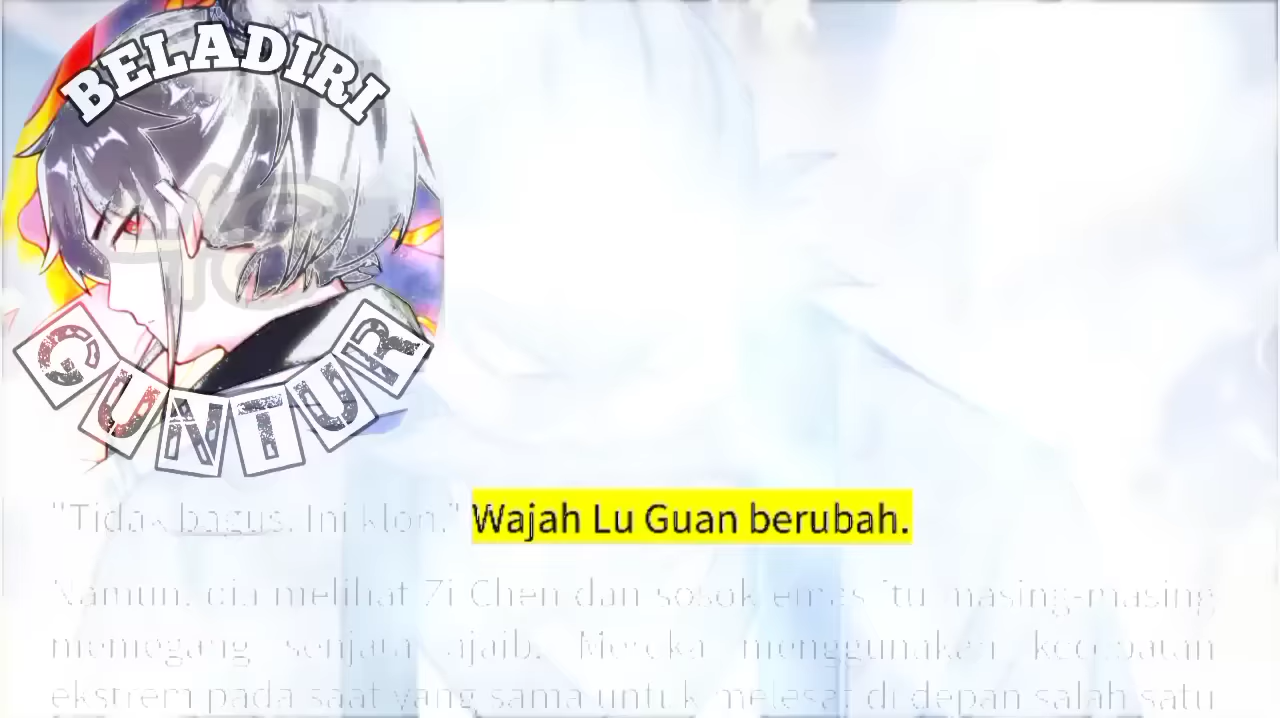 BELADIRI
GUNTUR
"Tidak bagus. Ini klon." Wajah Lu Guan berubah.
Namun, dia melihat Zi Chen dan sosok emas itu masing-masing
memegang senjata ajaib. Mereka menggunakan kecepatan
ekstrem pada saat yang sama untuk melesat di depan salah satu